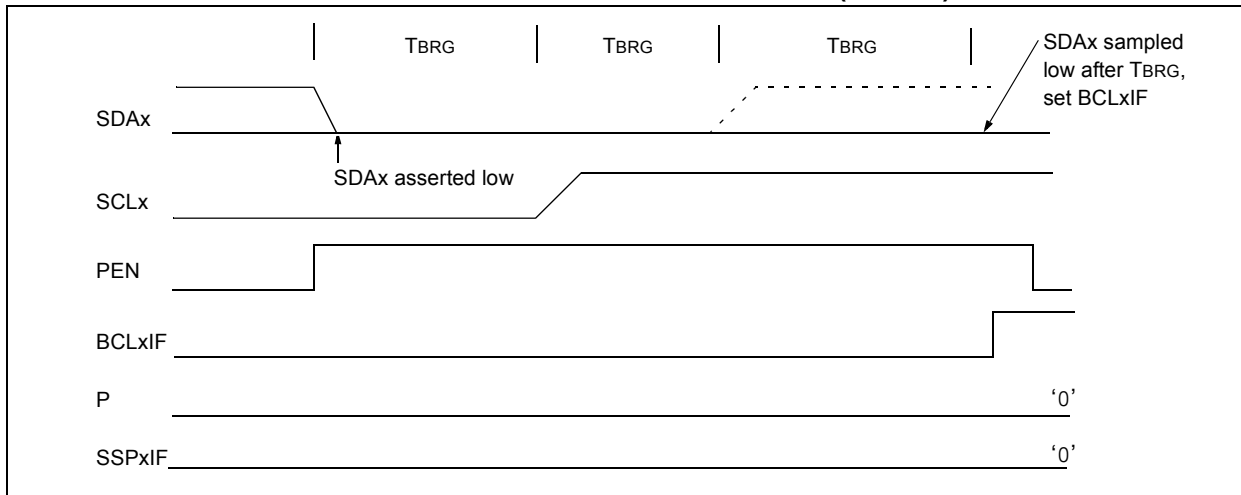 TBRG TBRG TBRG
SDAx sampled
low after TBRG,
set BCLxIF
SDAx
SDAx asserted low
SCLx
PEN
BCLxIF
P
‘0’
SSPxIF
‘0’